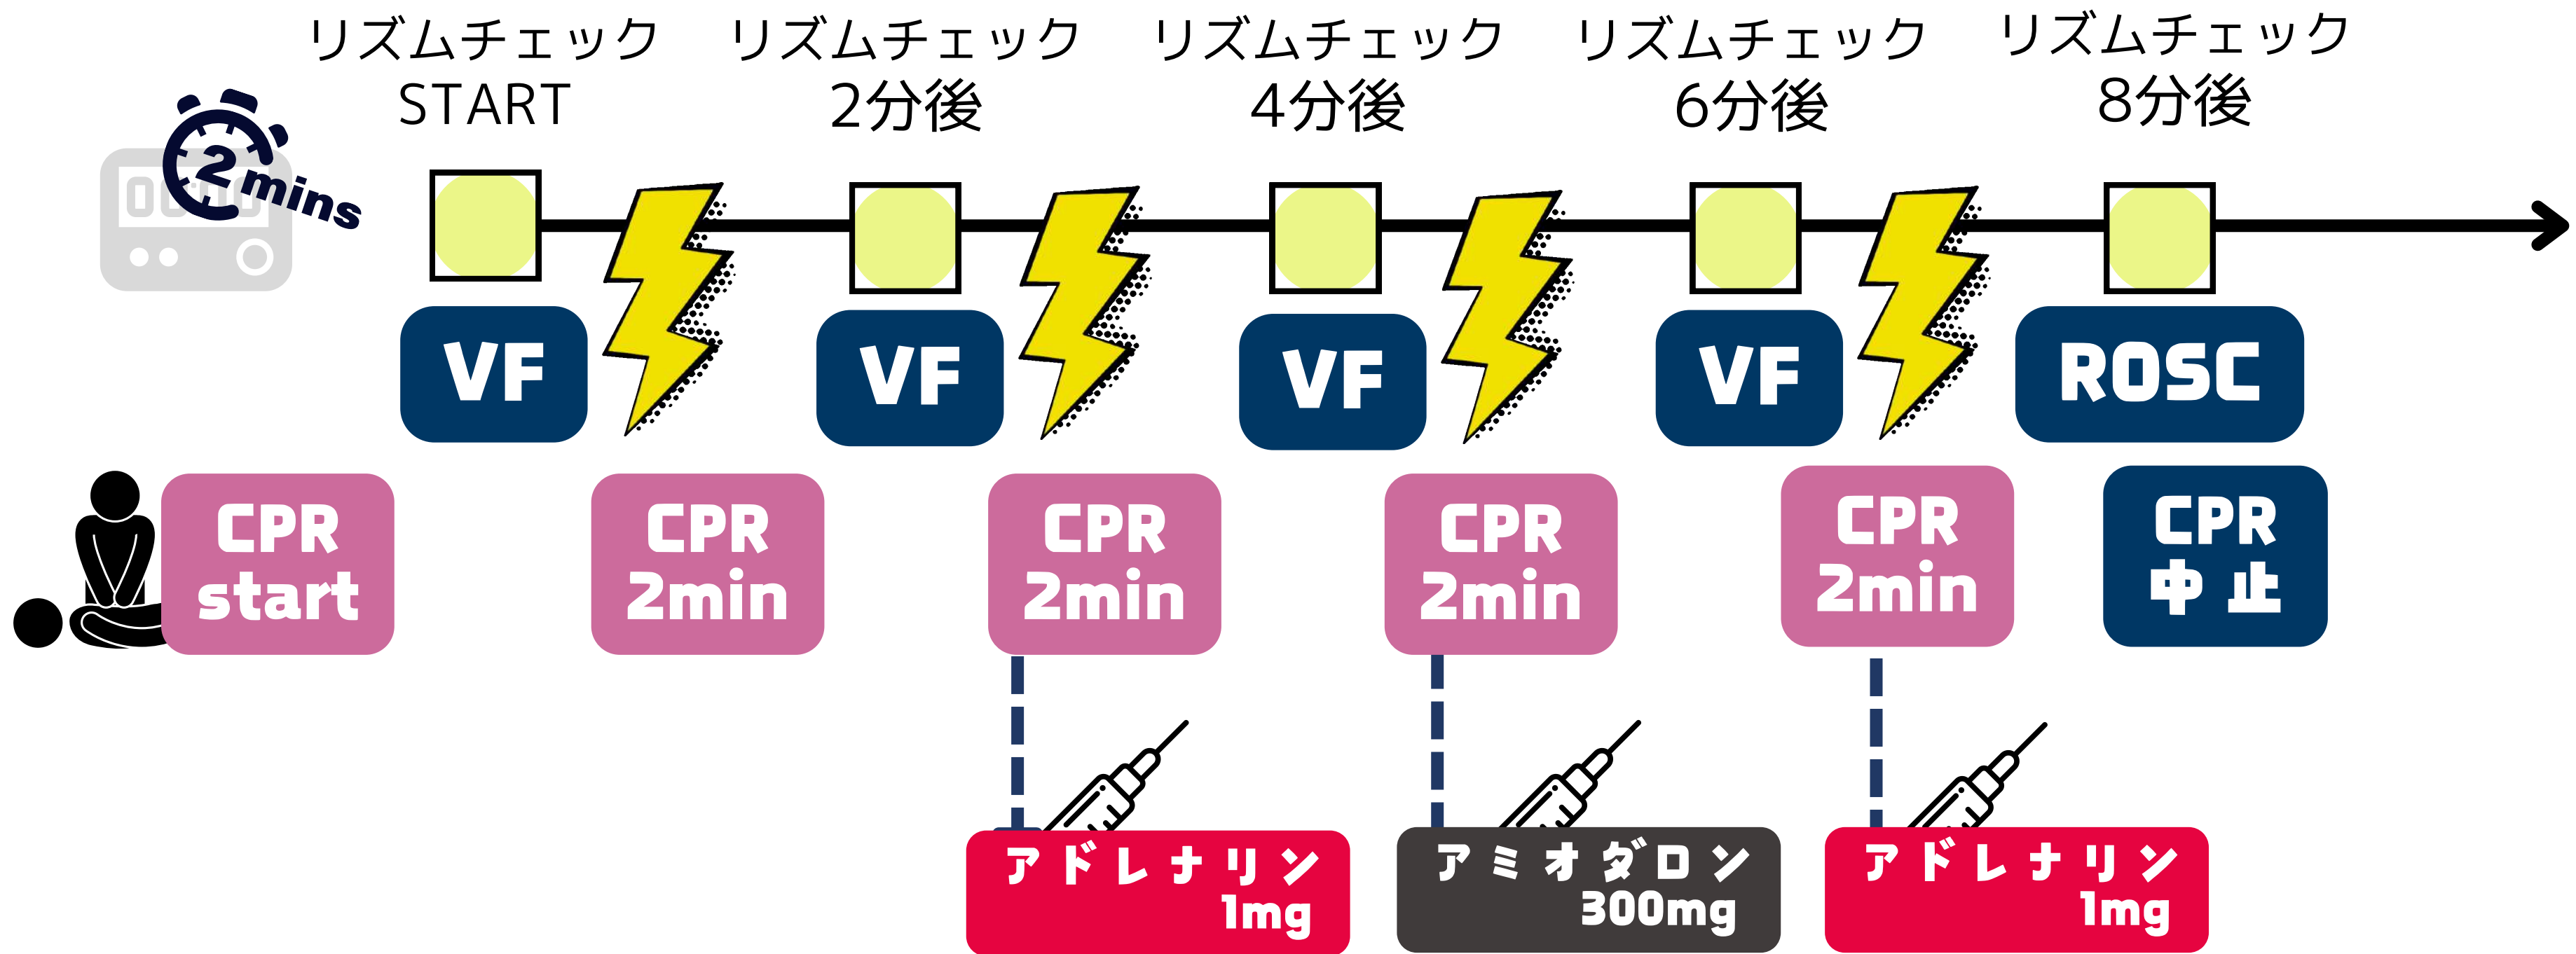 リズムチェック
START
リズムチェック
2分後
リズムチェック
4分後
リズムチェック
6分後
リズムチェック
8分後
2
mins
VF
VF
VF
VF
ROSC
CPR
start
CPR
2min
CPR
2min
CPR
2min
CPR
2min
CPR
中止
アドレナリン
1mg
アミオダロン
300mg
アドレナリン
1mg